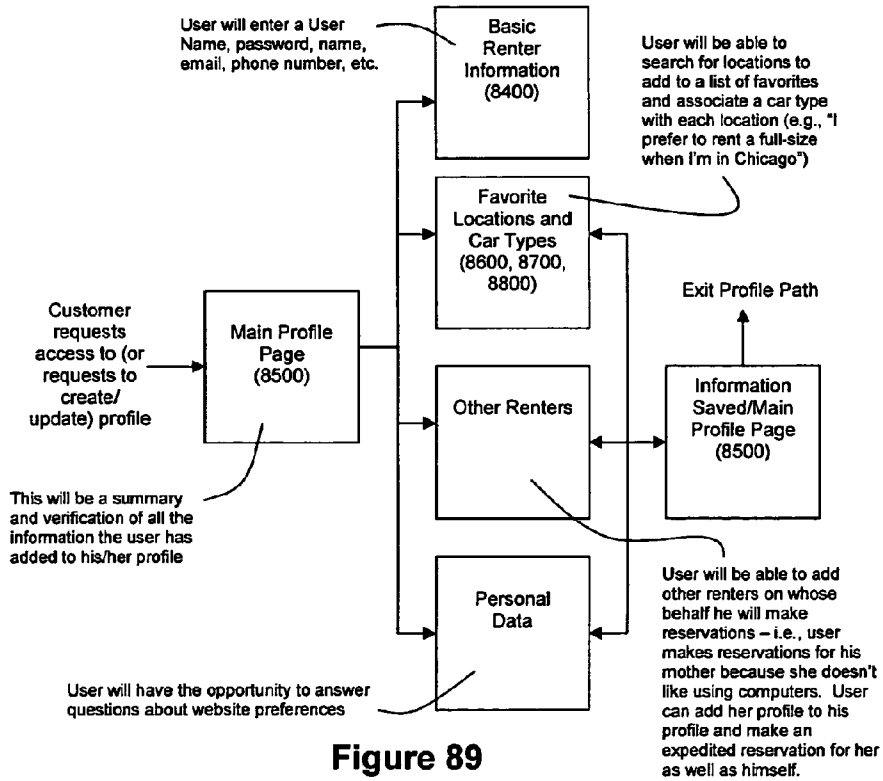 User will enter a User
Name, password, name,
email, phone number, etc.
Basic
Renter
Information
(8400)
User will be able to
search for locations to
add to a list of favorites
and associate a car type
with each location (e.g., "I
prefer to rent a full-size
when I'm in Chicago")
Favorite
Locations and
Car Types
(8600, 8700,
8800)
Customer
requests
access to (or
requests to
create/
update) profile
Main Profile
Page
(8500)
Exit Profile Path
Other Renters
Information
Saved/Main
Profile Page
(8500)
This will be a summary
and verification of all the
information the user has
added to his/her profile
Personal
Data
User will be able to add
other renters on whose
behalf he will make
reservations – i.e., user
makes reservations for his
mother because she doesn't
like using computers. User
can add her profile to his
profile and make an
expedited reservation for her
as well as himself.
User will have the opportunity to answer
questions about website preferences
Figure 89